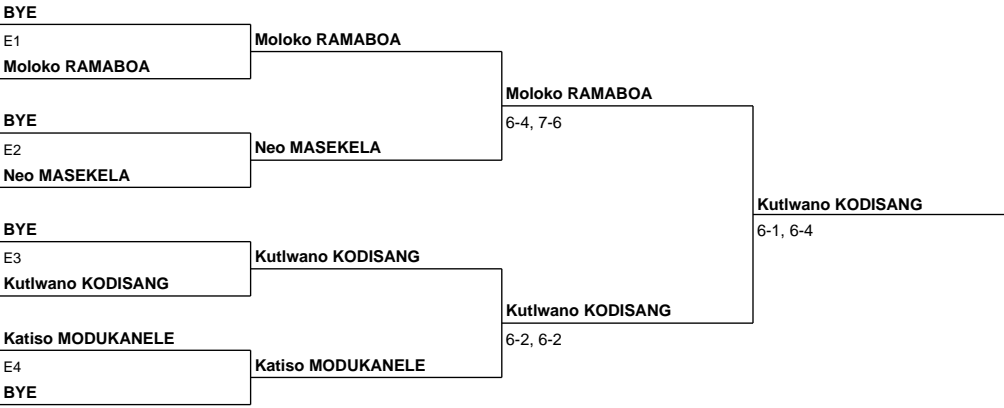 BYE
E1
Moloko RAMABOA
Moloko RAMABOA
BYE
E2
Neo MASEKELA
Neo MASEKELA
Moloko RAMABOA
6-4, 7-6
BYE
E3
Kutlwano KODISANG
Kutlwano KODISANG
Katiso MODUKANELE
E4
BYE
Katiso MODUKANELE
Kutlwano KODISANG
6-2, 6-2
Kutlwano KODISANG
6-1, 6-4